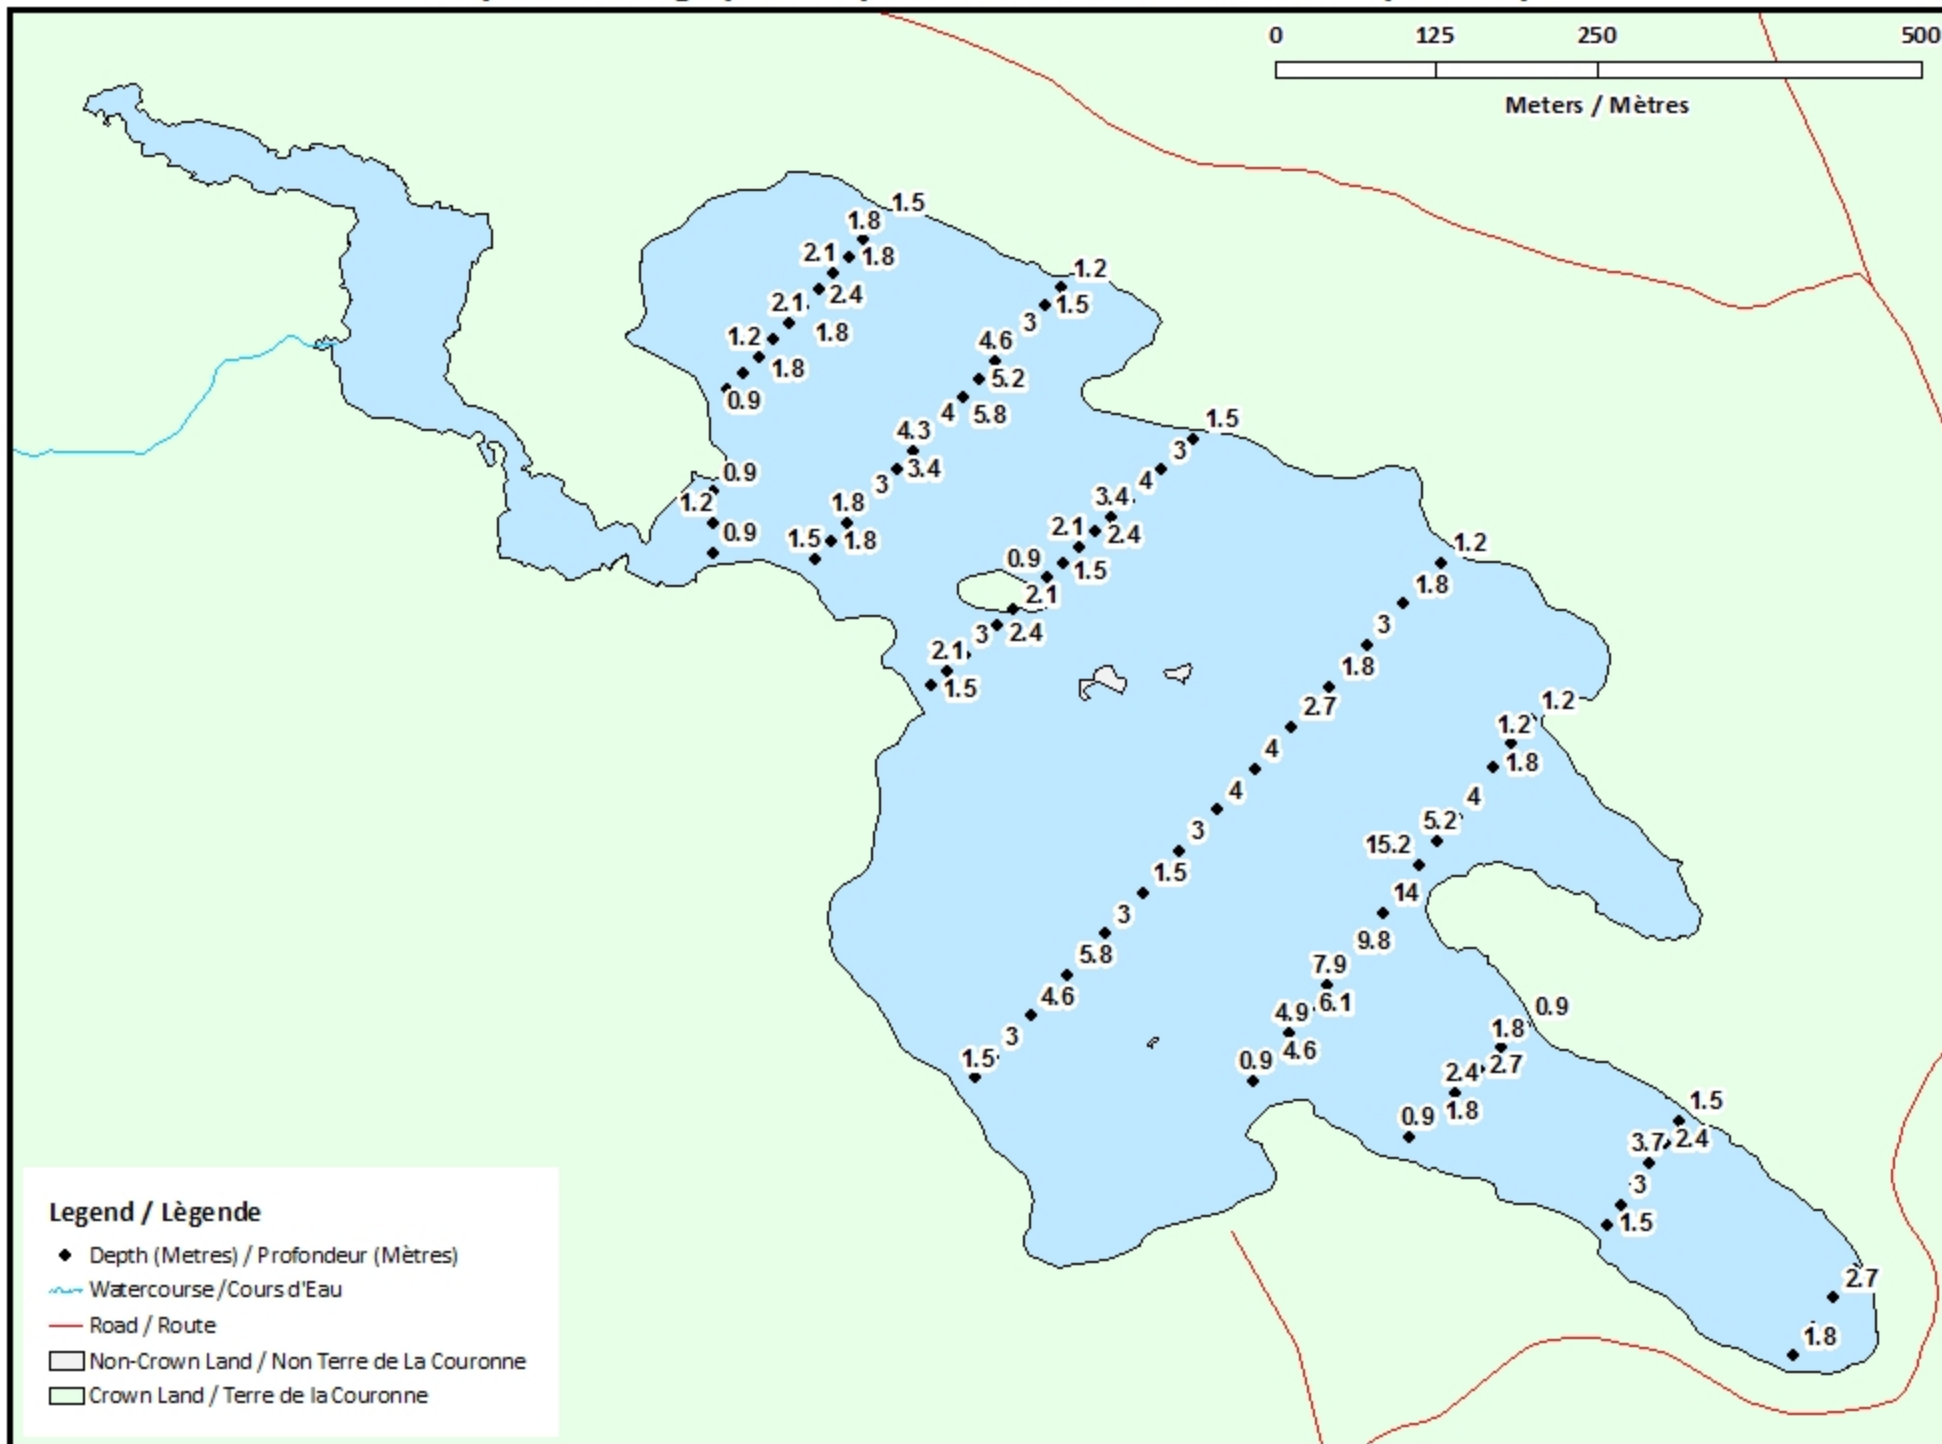 0 125 250 500
Meters / Mètres
1.5
1.8
2.1 1.8
1.2
2.4
2.1 1.5
3
1.2 1.8
4.6
1.8 5.2
0.9 4 5.8
1.5
4.3
3
0.9 3.4
3 4
1.2 1.8 3.4
0.9 1.5 1.8 2.1 2.4
1.2
0.9 1.5
1.8
2.1
3 2.4 3
2.1 1.8
1.5
2.7 1.2
1.2
4 1.8
4 4
3 5.2
15.2
1.5 14
3
5.8 9.8
7.9
4.6 6.1 0.9
4.9
3 4.6 1.8
1.5 0.9 2.7
2.4
0.9 1.8 1.5
3.7 2.4
3
1.5
2.7
1.8
Legend / Lègende
Depth (Metres) / Profondeur (Mètres)
Watercourse /Cours d'Eau
Road / Route
Non-Crown Land / Non Terre de La Couronne
Crown Land / Terre de la Couronne